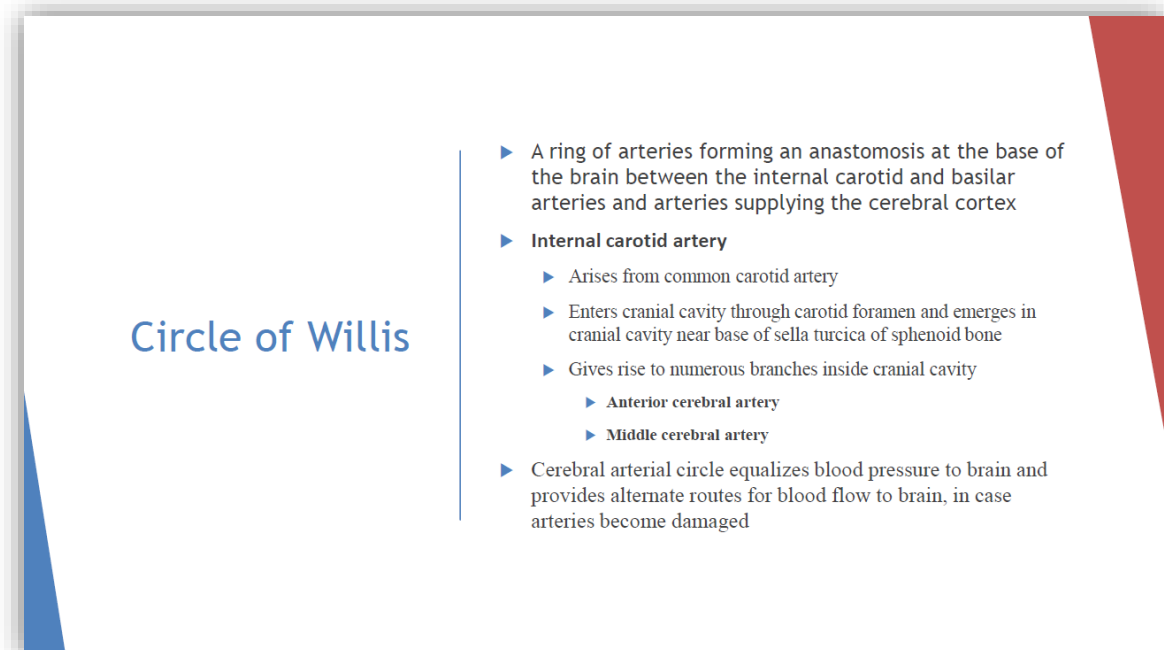 Circle of Willis
A ring of arteries forming an anastomosis at the base of
the brain between the internal carotid and basilar
arteries and arteries supplying the cerebral cortex
Internal carotid artery
Arises from common carotid artery
Enters cranial cavity through carotid foramen and emerges in
cranial cavity near base of sella turcica of sphenoid bone
Gives rise to numerous branches inside cranial cavity
Anterior cerebral artery
Middle cerebral artery
Cerebral arterial circle equalizes blood pressure to brain and
provides alternate routes for blood flow to brain, in case
arteries become damaged